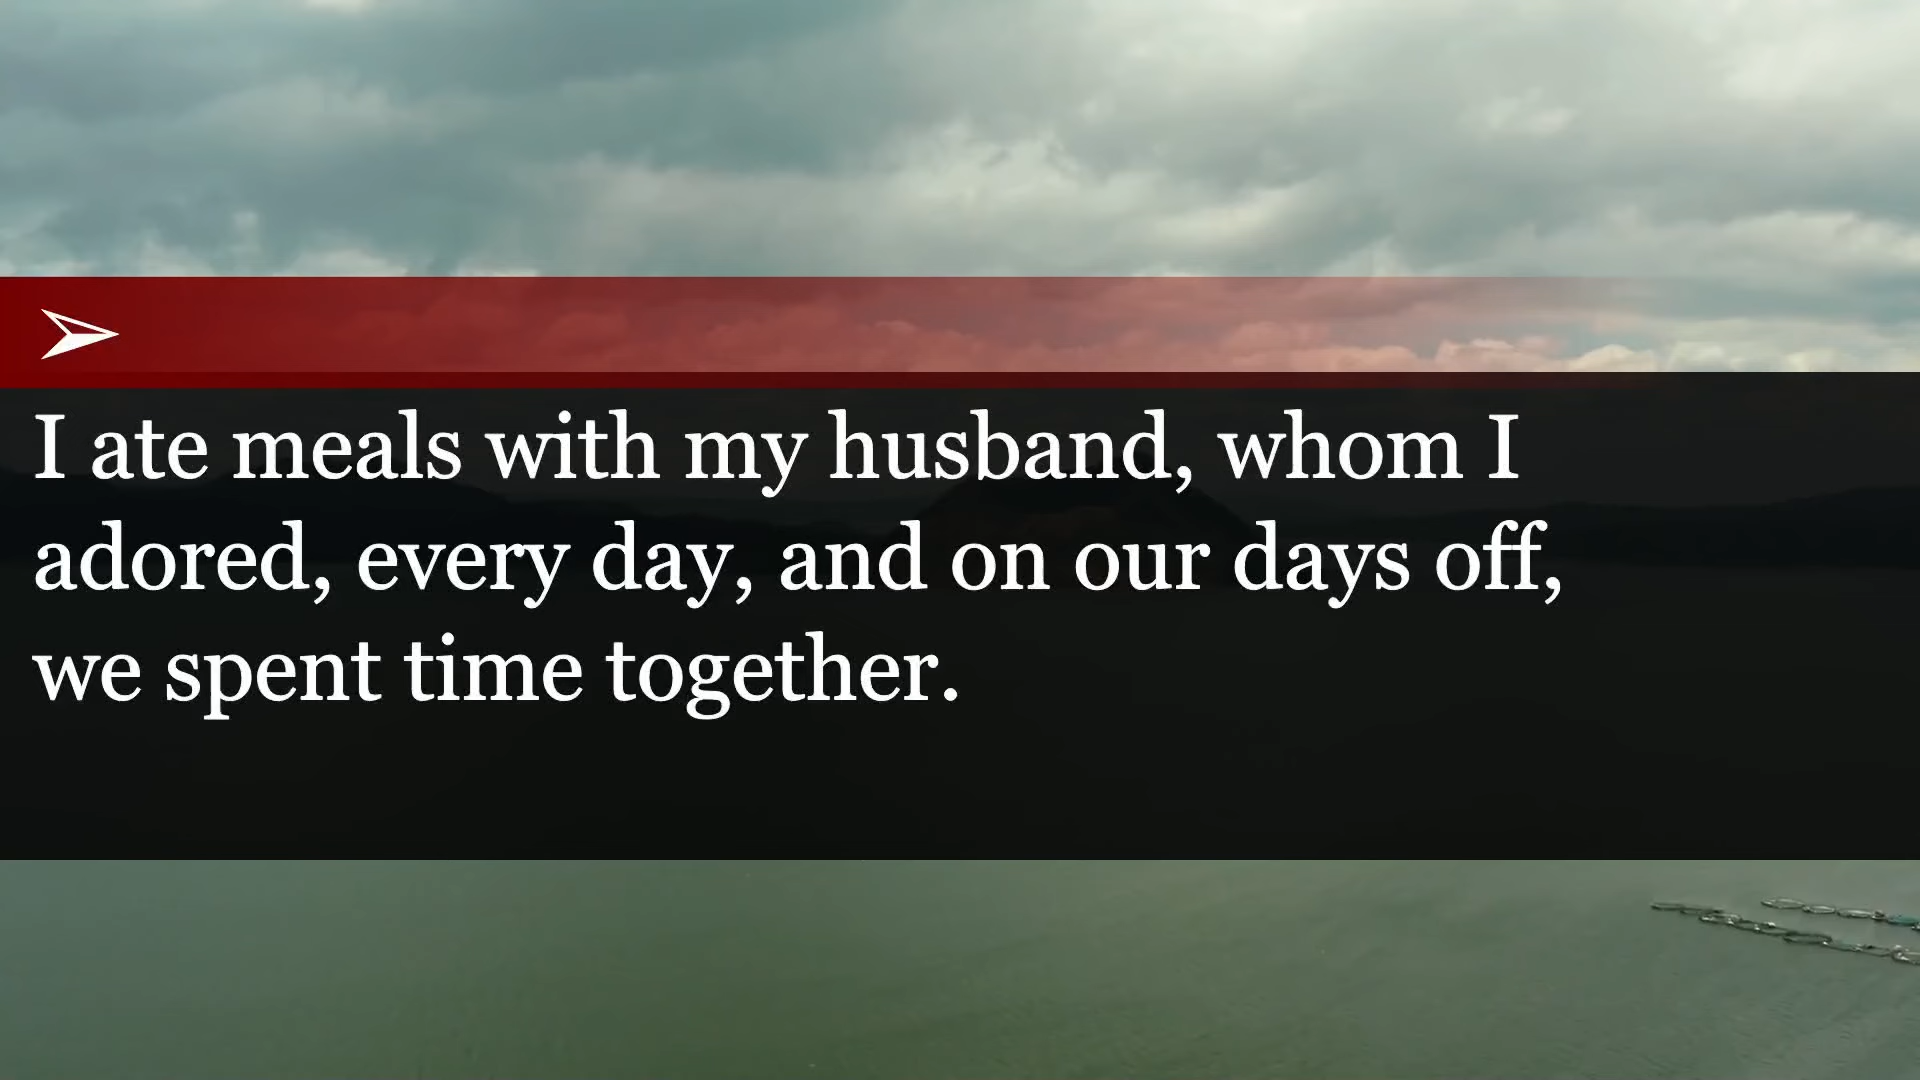 I ate meals with my husband, whom I
adored, every day, and on our days off,
we spent time together.